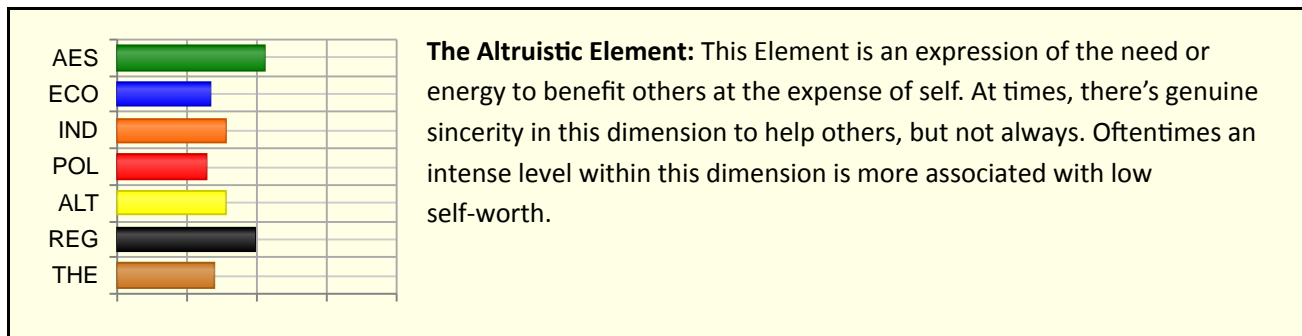 AES
ECO
IND
POL
ALT
REG
THE
The Altruistic Element: This Element is an expression of the need or
energy to benefit others at the expense of self. At times, there’s genuine
sincerity in this dimension to help others, but not always. Oftentimes an
intense level within this dimension is more associated with low
self-worth.